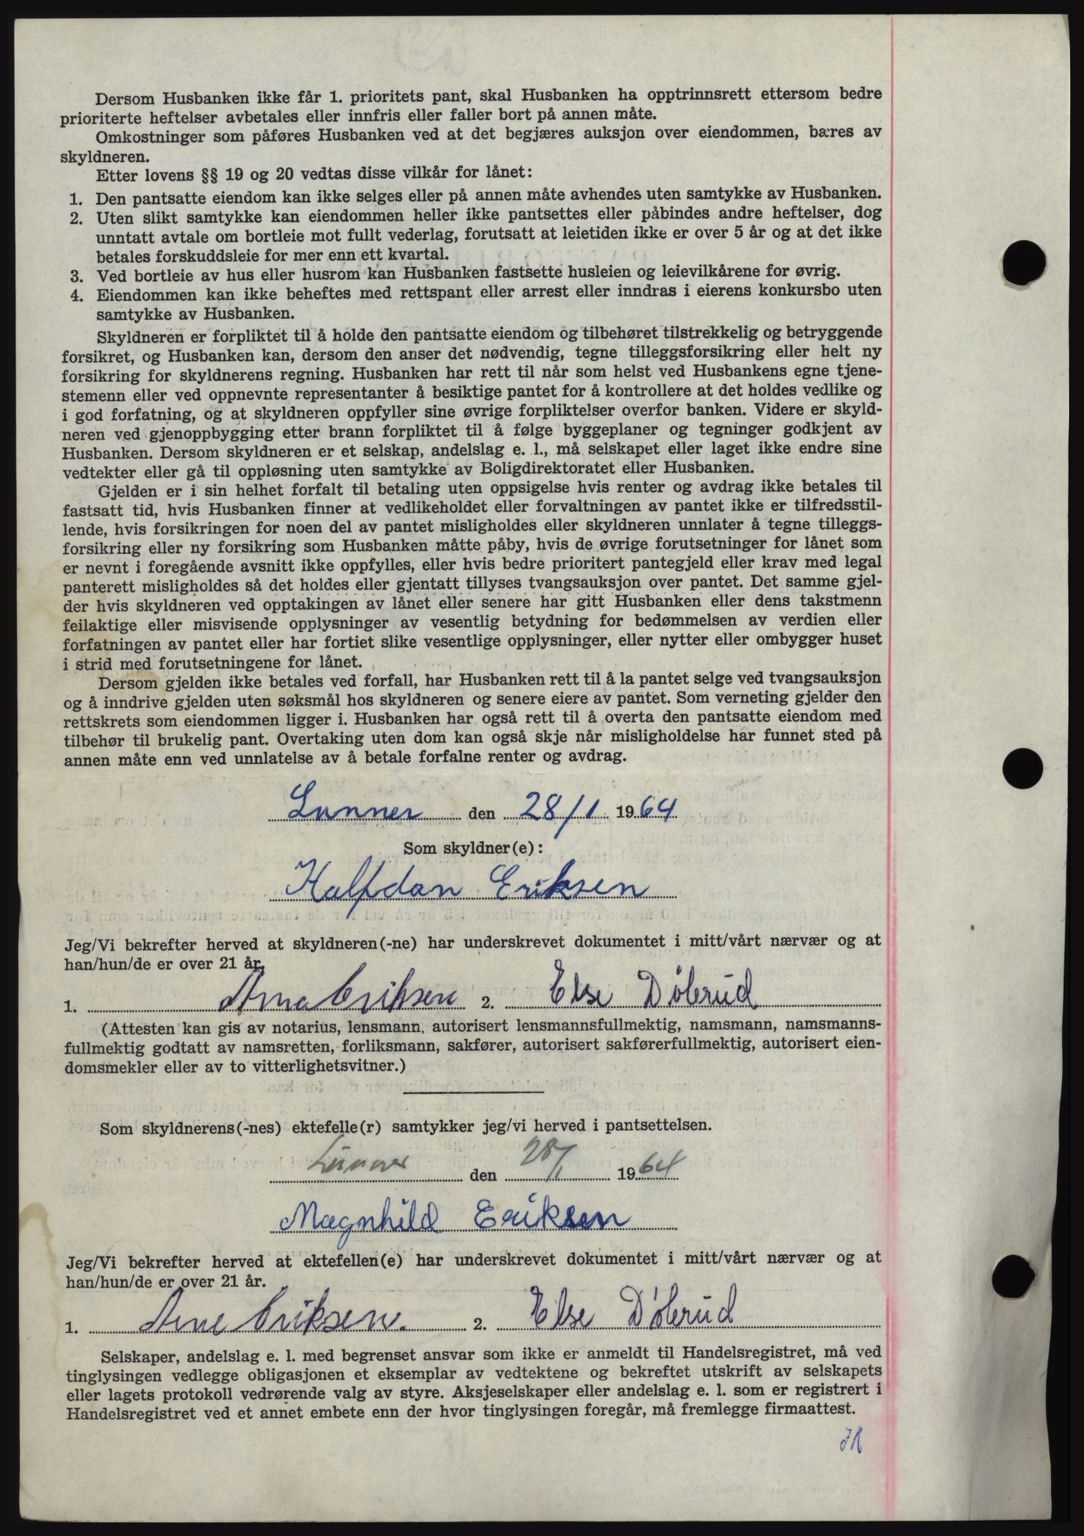 Dersom Husbanken ikke får 1. prioritets pant, skal Husbanken ha opptrinnsrett ettersom bedre
prioriterte heftelser avbetales eller innfris eller faller bort på annen måte.
Omkostninger som påføres Husbanken ved at det begjæres auksjon over eiendommen, bæres av
skyldneren.
Etter lovens §§ 19 og 20 vedtas disse vilkår for lånet:
1. Den pantsatte eiendom kan ikke selges eller på annen måte avhendes uten samtykke av Husbanken.
2. Uten slikt samtykke kan eiendommen heller ikke pantsettes eller påbindes andre heftelser, dog
unntatt avtale om bortleie mot fullt vederlag, forutsatt at leietiden ikke er over 5 år og at det ikke
betales forskuddsleie for mer enn ett kvartal.
3. Ved bortleie av hus eller husrom kan Husbanken fastsette husleien og leievilkårene for øvrig.
4. Eiendommen kan ikke beheftes med rettspant eller arrest eller inndras i eierens konkursbo uten
samtykke av Husbanken.
Skyldneren er forpliktet til å holde den pantsatte eiendom og tilbehøret tilstrekkelig og betryggende
forsikret, og Husbanken kan, dersom den anser det nødvendig, tegne tilleggsforsikring eller helt ny
forsikring for skyldnerens regning. Husbanken har rett til når som helst ved Husbankens egne tjene-
stemenn eller ved oppnevnte representanter å besiktige pantet for å kontrollere at det holdes vedlike og
i god forfatning, og at skyldneren oppfyller sine øvrige forpliktelser overfor banken. Videre er skyld-
neren ved gjenoppbygging etter brann forpliktet til å følge byggeplaner og tegninger godkjent av
Husbanken. Dersom skyldneren er et selskap, andelslag e. l., må selskapet eller laget ikke endre sine
vedtekter eller gå til oppløsning uten samtykke av Boligdirektoratet eller Husbanken.
Gjelden er i sin helhet forfalt til betaling uten oppsigelse hvis renter og avdrag ikke betales til
fastsatt tid, hvis Husbanken finner at vedlikeholdet eller forvaltningen av pantet ikke er tilfredsstil-
lende, hvis forsikringen for noen del av pantet misligholdes eller skyldneren unnlater å tegne tilleggs-
forsikring eller ny forsikring som Husbanken måtte påby, hvis de øvrige forutsetninger for lånet som
er nevnt i foregående avsnitt ikke oppfylles, eller hvis bedre prioritert pantegjeld eller krav med legal
panterett misligholdes så det holdes eller gjentatt tillyses tvangsauksjon over pantet. Det samme gjel-
der hvis skyldneren ved opptakingen av lånet eller senere har gitt Husbanken eller dens takstmenn
feilaktige eller misvisende opplysninger av vesentlig betydning for bedømmelsen av verdien eller
forfatningen av pantet eller har fortiet slike vesentlige opplysninger, eller nytter eller ombygger huset
i strid med forutsetningene for lånet.
Dersom gjelden ikke betales ved forfall, har Husbanken rett til å la pantet selge ved tvangsauksjon
og å inndrive gjelden uten søksmål hos skyldneren og senere eiere av pantet. Som verneting gjelder den
rettskrets som eiendommen ligger i. Husbanken har også rett til å overta den pantsatte eiendom med
tilbehør til brukelig pant. Overtaking uten dom kan også skje når misligholdelse har funnet sted på
annen måte enn ved unnlatelse av å betale forfalne renter og avdrag.
Lunner den 28/1 1964
Som skyldner(e):
Halfdan Eriksen
Jeg/Vi bekrefter herved at skyldneren(-ne) har underskrevet dokumentet i mitt/vårt nærvær og at
han/hun/de er over 21 år.
1. Arne Eriksen 2. Else Dølerud
(Attesten kan gis av notarius, lensmann, autorisert lensmannsfullmektig, namsmann, namsmanns-
fullmektig godtatt av namsretten, forliksmann, sakfører, autorisert sakførerfullmektig, autorisert eien-
domsmekler eller av to vitterlighetsvitner.)
Som skyldnerens(-nes) ektefelle(r) samtykker jeg/vi herved i pantsettelsen.
Lunner den 28/1 1964
Magnhild Eriksen
Jeg/Vi bekrefter herved at ektefellen(e) har underskrevet dokumentet i mitt/vårt nærvær og at
han/hun/de er over 21 år.
1. Arne Eriksen. 2. Else Dølerud
Selskaper, andelslag e. l. med begrenset ansvar som ikke er anmeldt til Handelsregistret, må ved
tinglysingen vedlegge obligasjonen et eksemplar av vedtektene og bekreftet utskrift av selskapets
eller lagets protokoll vedrørende valg av styre. Aksjeselskaper eller andelslag e. l. som er registrert i
Handelsregistret ved et annet embete enn der hvor tinglysingen foregår, må fremlegge firmaattest.